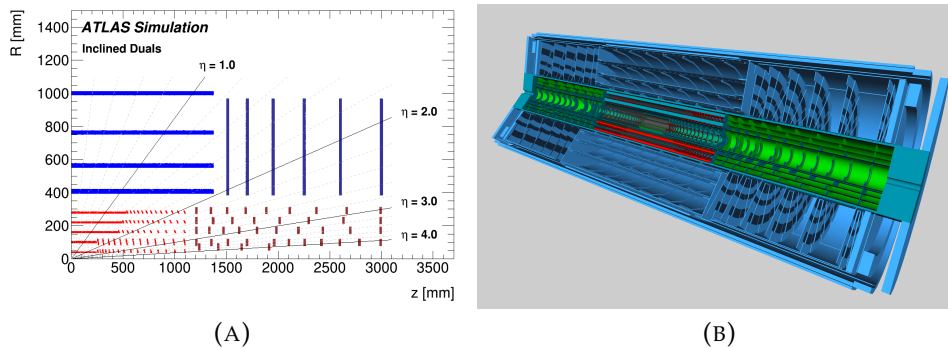 R [mm]
1400
1200
1000
800
600
400
200
0
ATLAS Simulation
Inclined Duals
η = 1.0
η = 2.0
η = 3.0
η = 4.0
0 500 1000 1500 2000 2500 3000 3500
z [mm]
(A) (B)